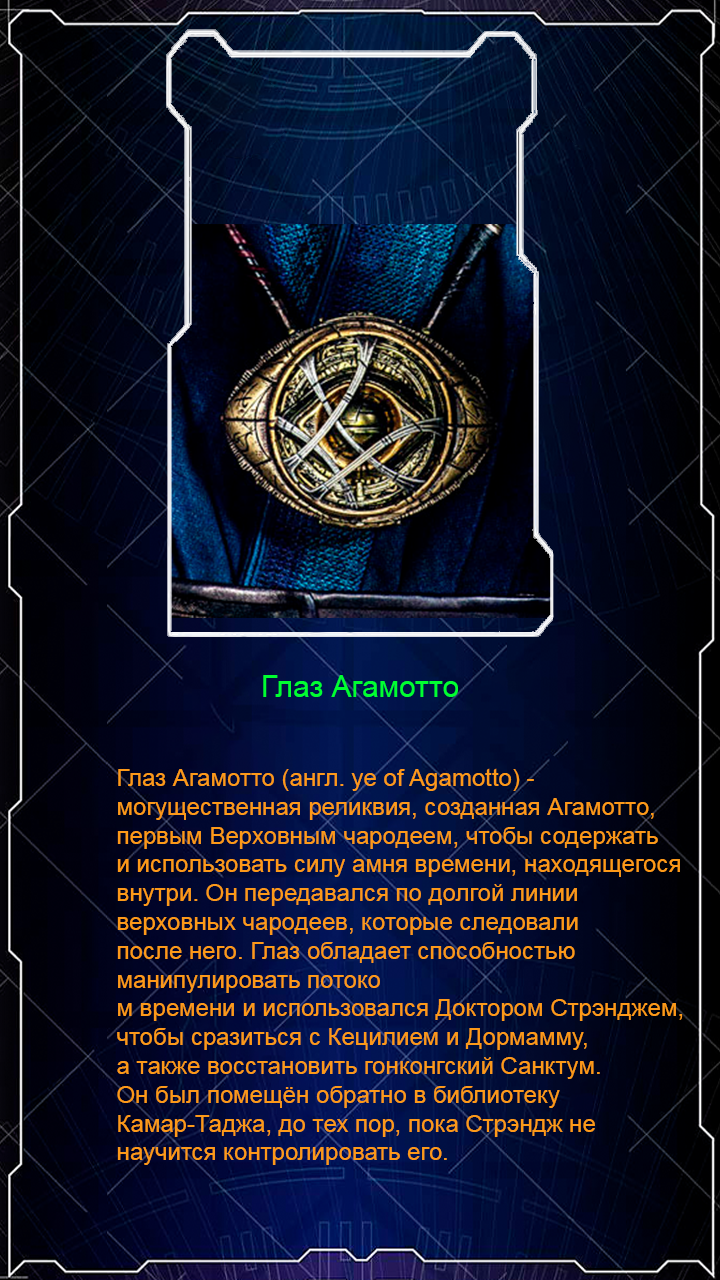 Глаз Агамотто
Глаз Агамотто (англ. ye of Agamotto) -
могущественная реликвия, созданная Агамотто,
первым Верховным чародеем, чтобы содержать
и использовать силу амня времени, находящегося
внутри. Он передавался по долгой линии
верховных чародеев, которые следовали
после него. Глаз обладает способностью
манипулировать потоко
м времени и использовался Доктором Стрэнджем,
чтобы сразиться с Кецилием и Дормамму,
а также восстановить гонконгский Санктум.
Он был помещён обратно в библиотеку
Камар-Таджа, до тех пор, пока Стрэндж не
научится контролировать его.